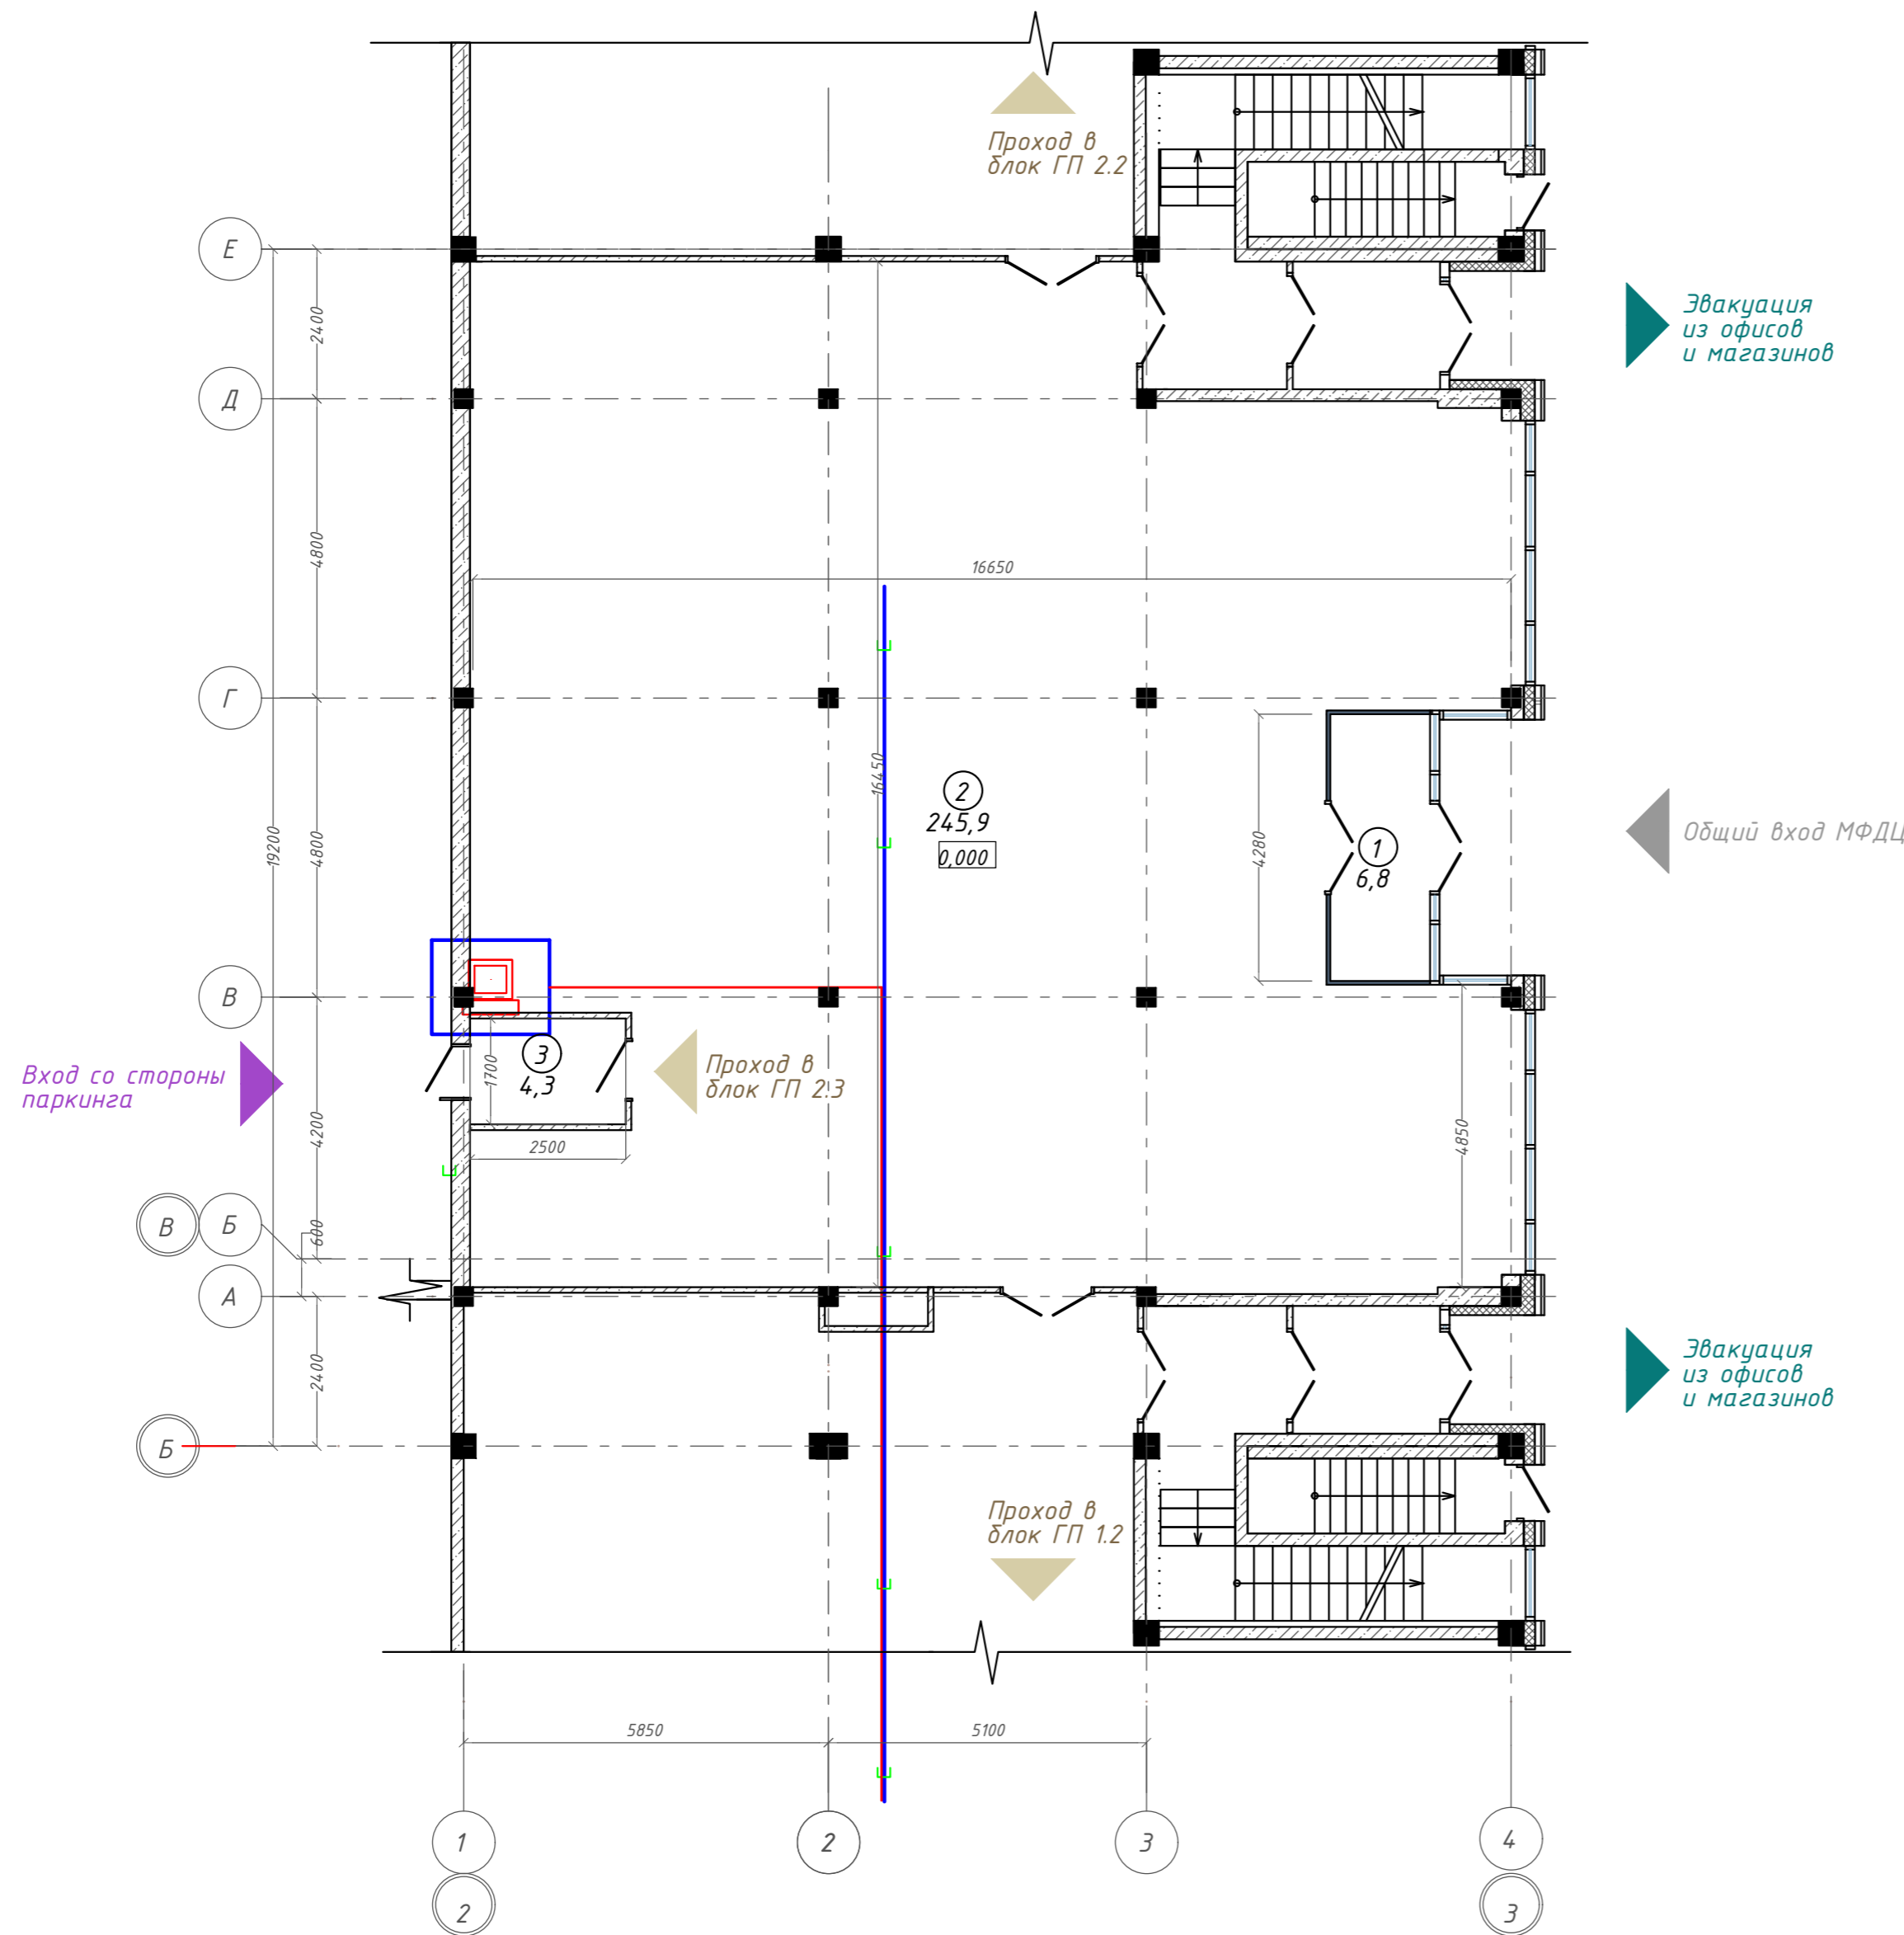 Проход в
блок ГП 2.2
Е
2400
Эвакуация
из офисов
и магазинов
Д
4800
16650
Г
16450
2
245,9
0,000
19200
4800
4280
1
6,8
Общий вход МФДЦ
В
Вход со стороны
паркинга
3
4,3
1700
2500
Проход в
блок ГП 2.3
4200
4850
В
Б
600
А
2400
Эвакуация
из офисов
и магазинов
Б
Проход в
блок ГП 1.2
5850
5100
1
2
3
4
2
3